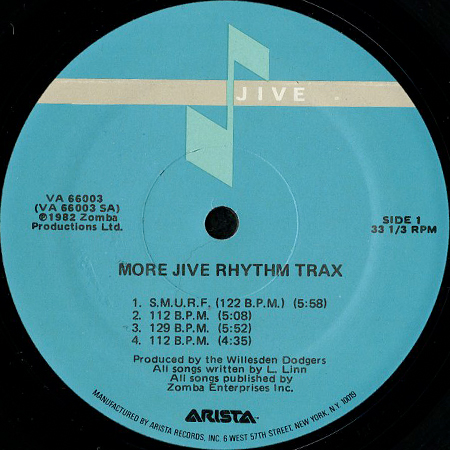 JIVE
VA 66003
(VA 66003 SA)
℗1982 Zomba
Productions Ltd.
SIDE 1
33 1/3 RPM
MORE JIVE RHYTHM TRAX
1. S.M.U.R.F. (122 B.P.M.) (5:58)
2. 112 B.P.M. (5:08)
3. 129 B.P.M. (5:52)
4. 112 B.P.M. (4:35)
Produced by the Willesden Dodgers
All songs written by L. Linn
All songs published by
Zomba Enterprises Inc.
ARISTA™
MANUFACTURED BY ARISTA RECORDS, INC. 6 WEST 57TH STREET, NEW YORK, N.Y. 10019